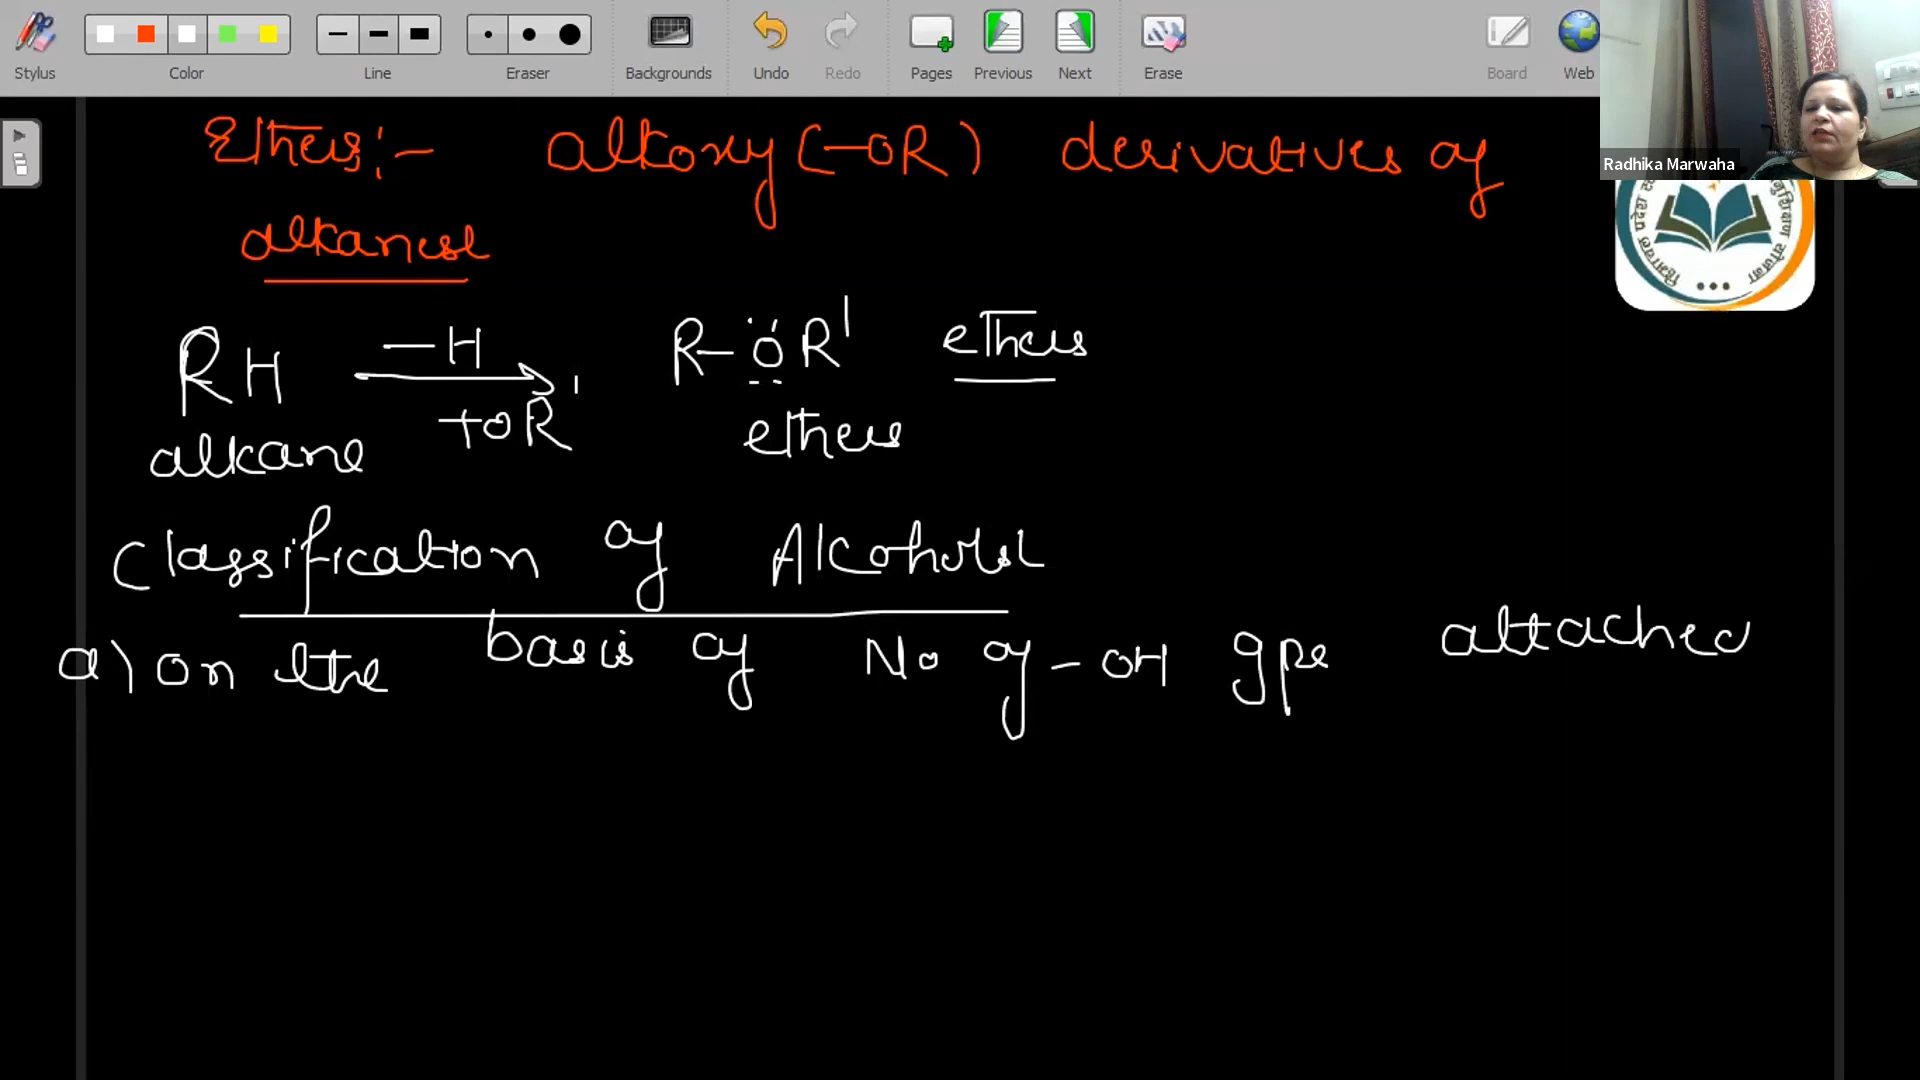 Stylus Color Line Eraser Backgrounds Undo Redo Pages Previous Next Erase Board Web
Radhika Marwaha
Ethers:- alkoxy (-OR) derivatives of
alkanes
RH -H R-OR' ethers
+OR'
alkane ethers
Classification of Alcohols
a) on the basis of No of -OH gps attached